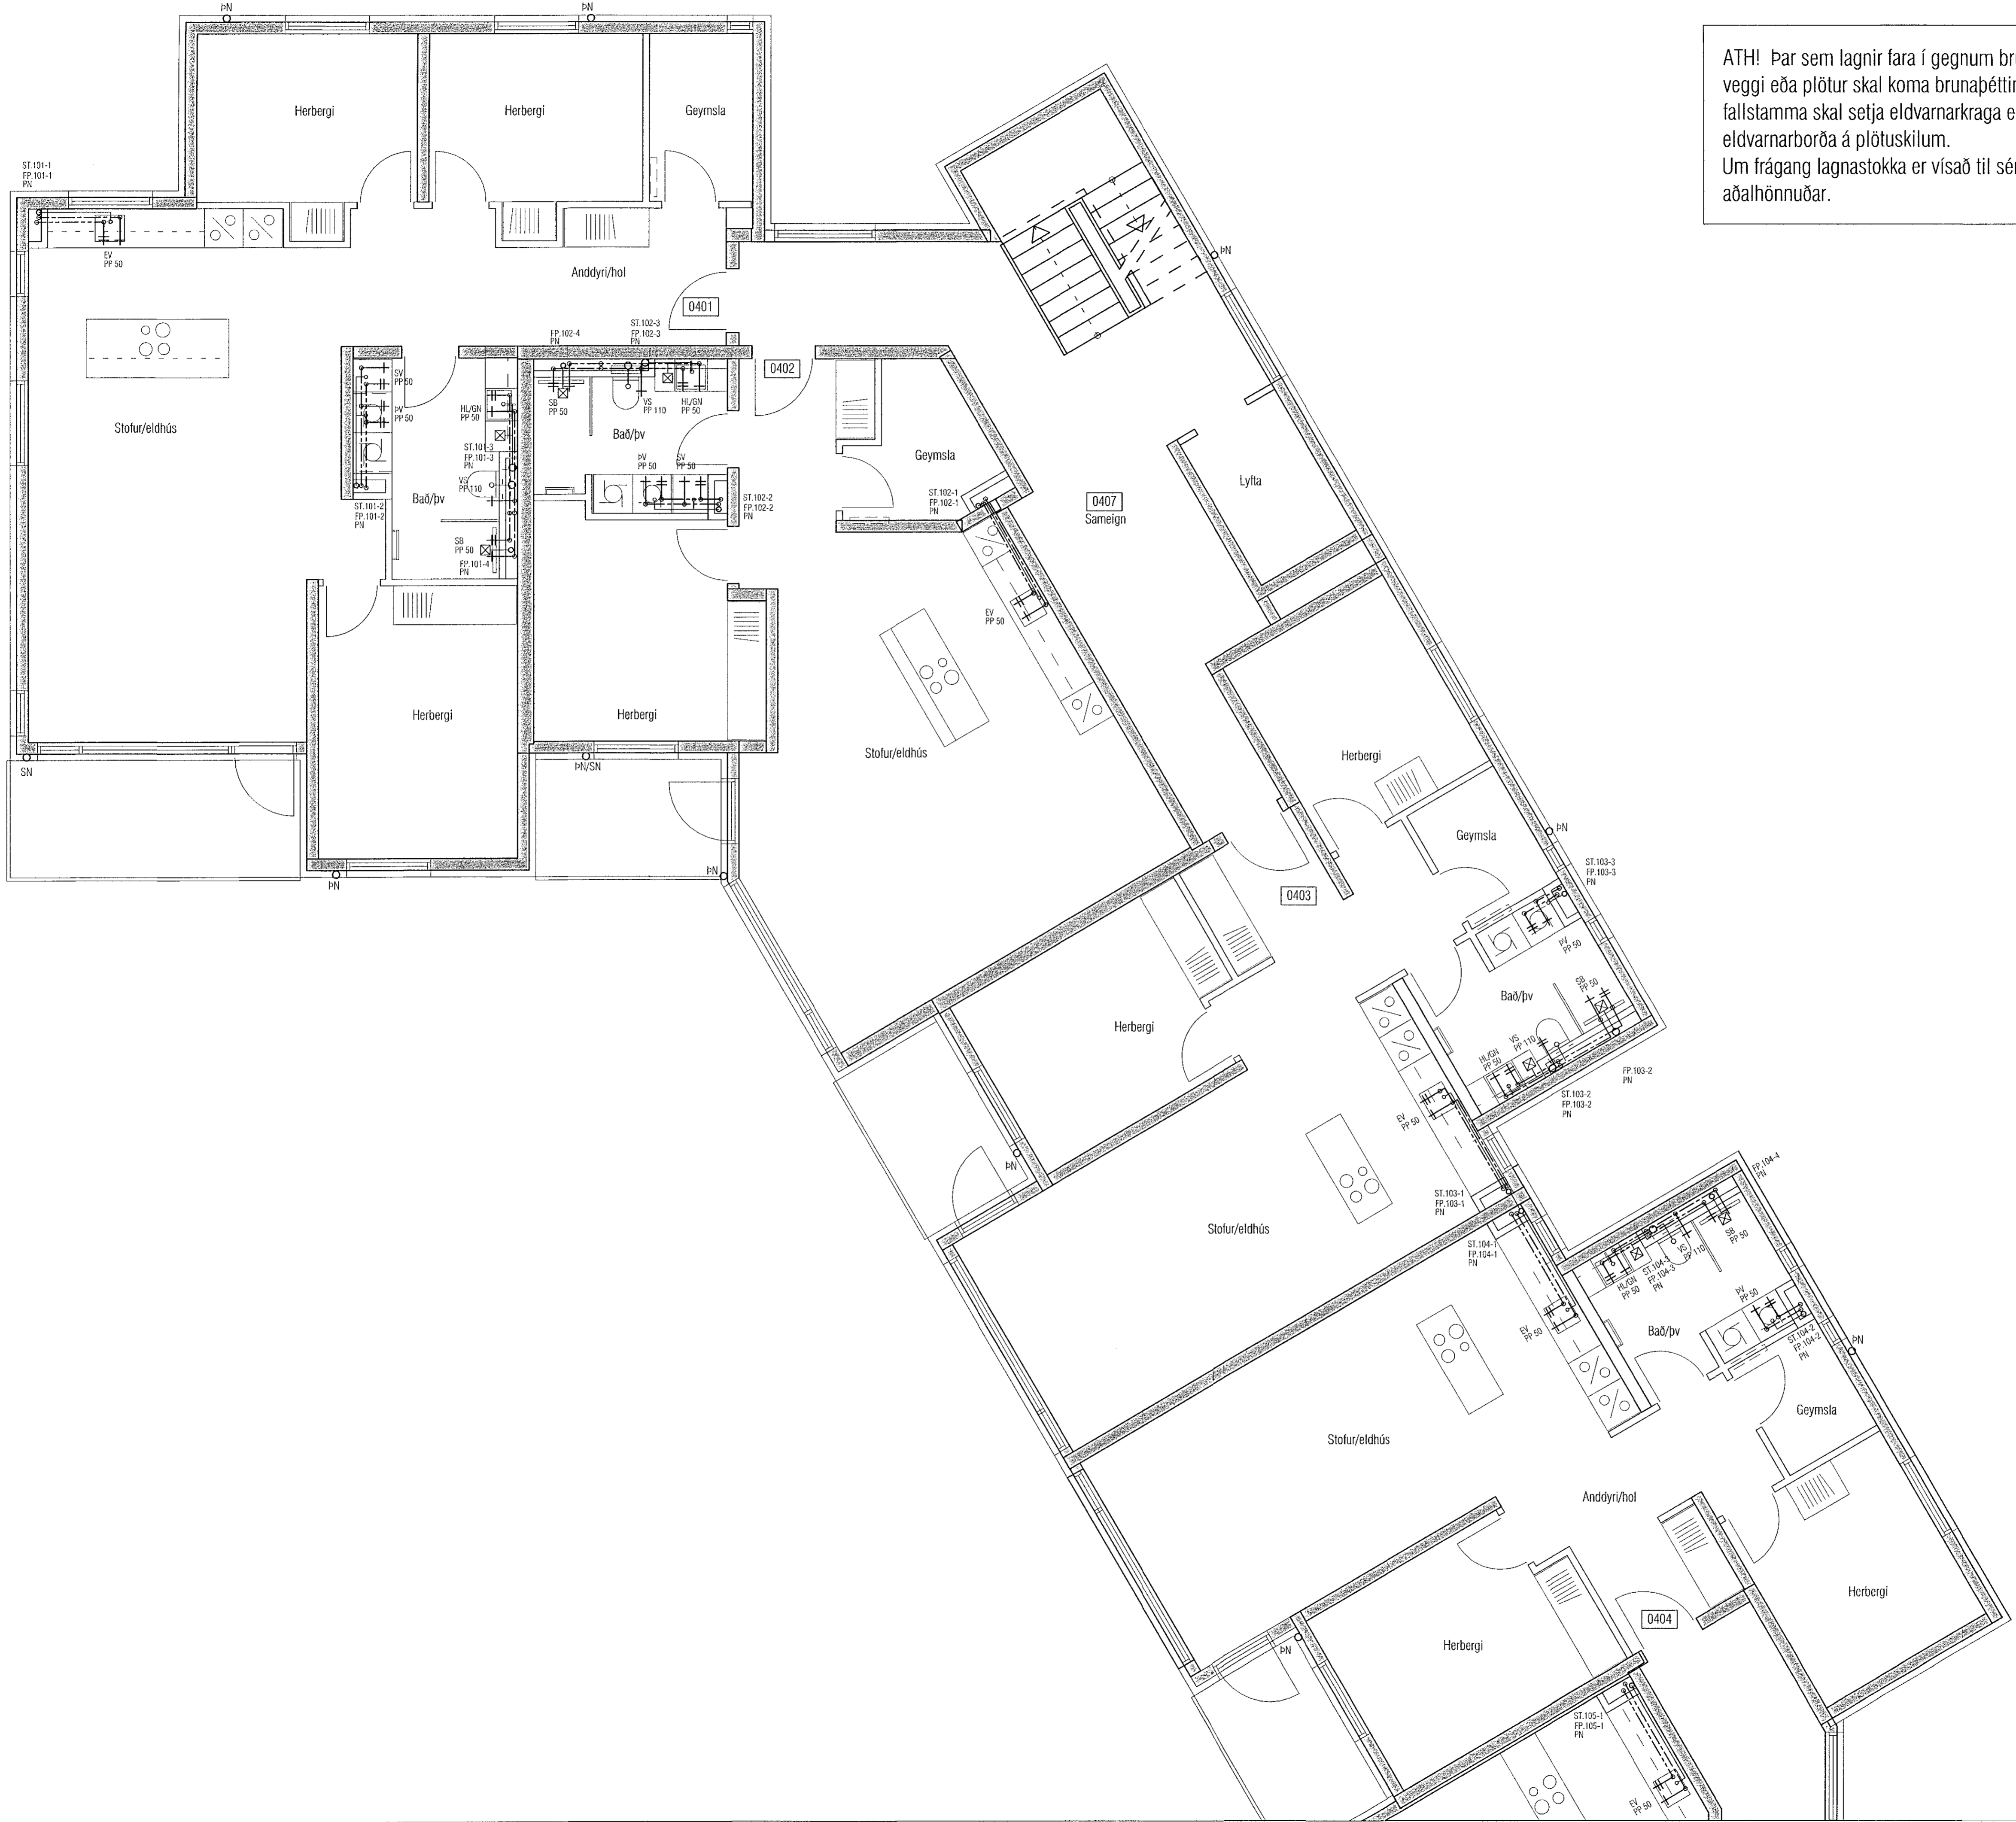 ÞN
ÞN
ATH! Þar sem lagnir fara í gegnum
veggi eða plötur skal koma
fallstamma skal setja eldvarnarkraga
eldvarnarborða á plötuskilum.
Um frágang lagnastokka er vísað til
aðalhönnuðar.
Herbergi
Herbergi
Geymsla
ST.101-1
FP.101-1
PN
EV
PP 50
Anddyri/hol
0401
ÞN
FP.102-4
PN
ST.102-3
FP.102-3
PN
0402
SV
PP 50
ÞV
PP 50
HL/GN
PP 50
SB
PP 50
VS
PP 110
HL/GN
PP 50
Stofur/eldhús
Bað/þv
ST.101-3
FP.101-3
PN
ÞV
PP 50
SV
PP 50
Geymsla
VS
PP 110
Bað/þv
ST.101-2
FP.101-2
PN
ST.102-2
FP.102-2
PN
ST.102-1
FP.102-1
PN
0407
Sameign
Lyfta
SB
PP 50
FP.101-4
PN
EV
PP 50
Herbergi
Herbergi
Stofur/eldhús
Herbergi
SN
ÞN/SN
ÞN
ÞN
Geymsla
ÞN
ST.103-3
FP.103-3
PN
0403
ÞV
PP 50
Bað/þv
SB
PP 50
Herbergi
VS
PP 110
HL/GN
PP 50
FP.103-2
PN
ST.103-2
FP.103-2
PN
EV
PP 50
ÞN
ST.103-1
FP.103-1
PN
Stofur/eldhús
FP.104-4
PN
ST.104-1
FP.104-1
PN
SB
PP 50
VS
PP 110
ST.104-3
FP.104-3
PN
HL/GN
PP 50
ÞV
PP 50
EV
PP 50
Bað/þv
ST.104-2
FP.104-2
PN
ÞN
Geymsla
Stofur/eldhús
Anddyri/hol
Herbergi
0404
Herbergi
ÞN
ST.105-1
FP.105-1
PN
EV
PP 50